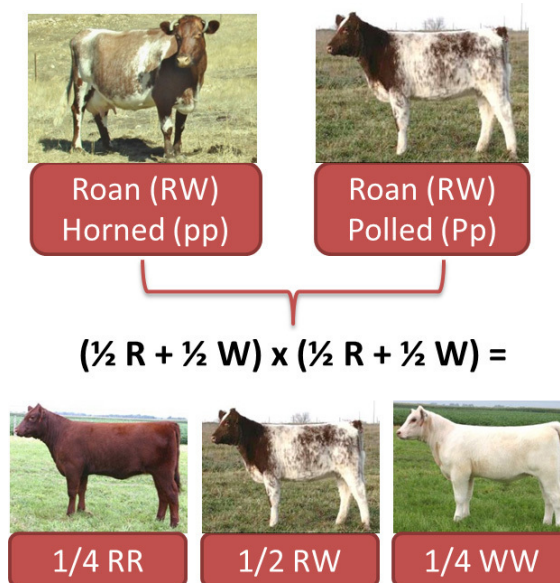 Roan (RW)
Horned (pp)
Roan (RW)
Polled (Pp)
(½ R + ½ W) x (½ R + ½ W) =
1/4 RR
1/2 RW
1/4 WW